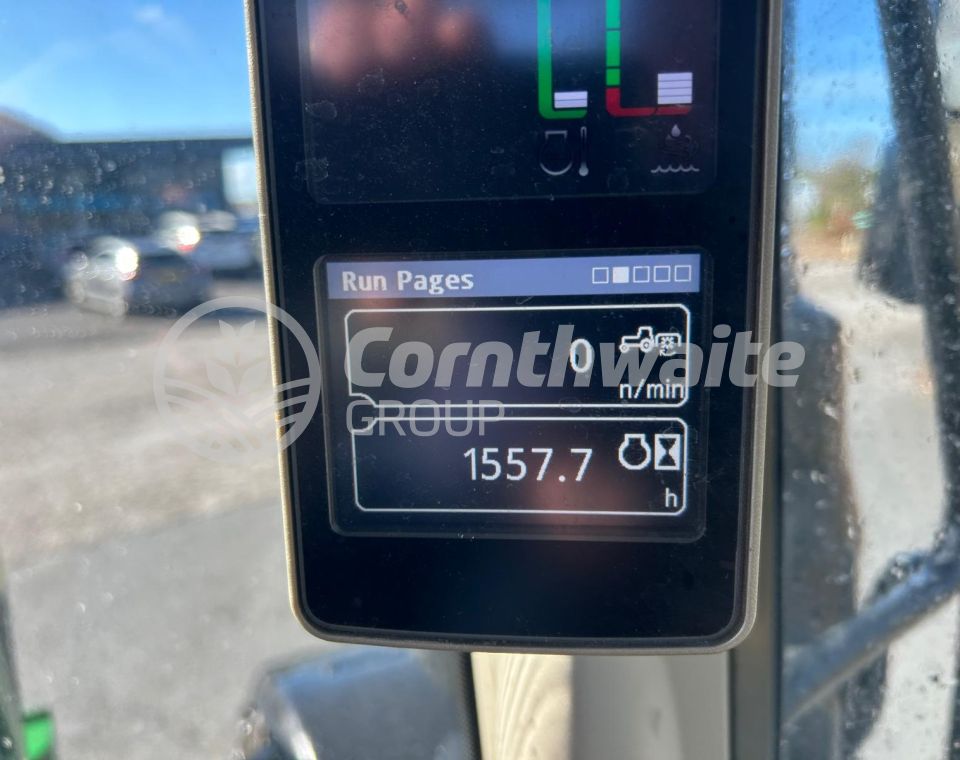 Run Pages
0
n/min
1557.7
h
Cornthwaite
GROUP